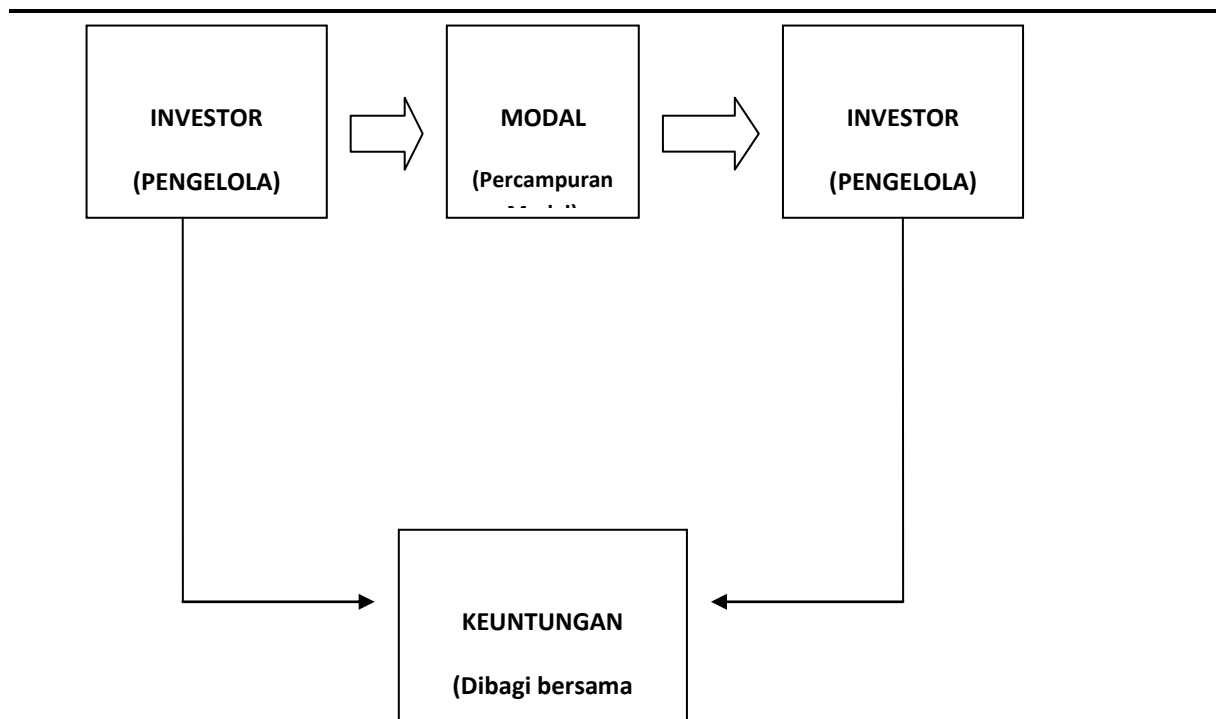 INVESTOR
(PENGELOLA)
MODAL
(Percampuran
INVESTOR
(PENGELOLA)
KEUNTUNGAN
(Dibagi bersama